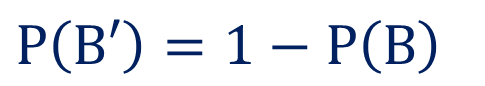 P(B′) = 1 − P(B)